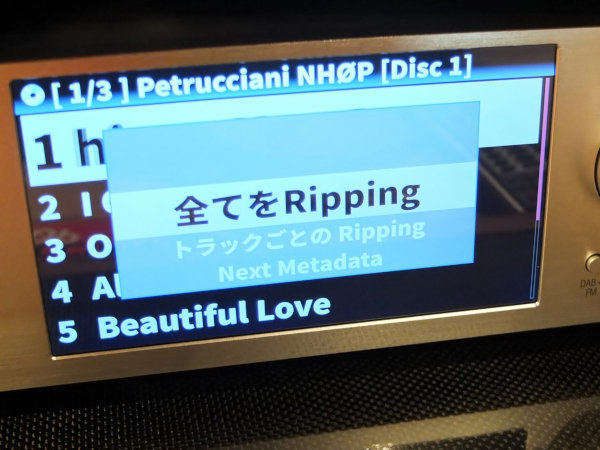 [ 1/3 ] Petrucciani NHØP [Disc 1]
1
全てをRipping
2 I
トラックごとの Ripping
3
Next Metadata
4
5 Beautiful Love
DAB
FM